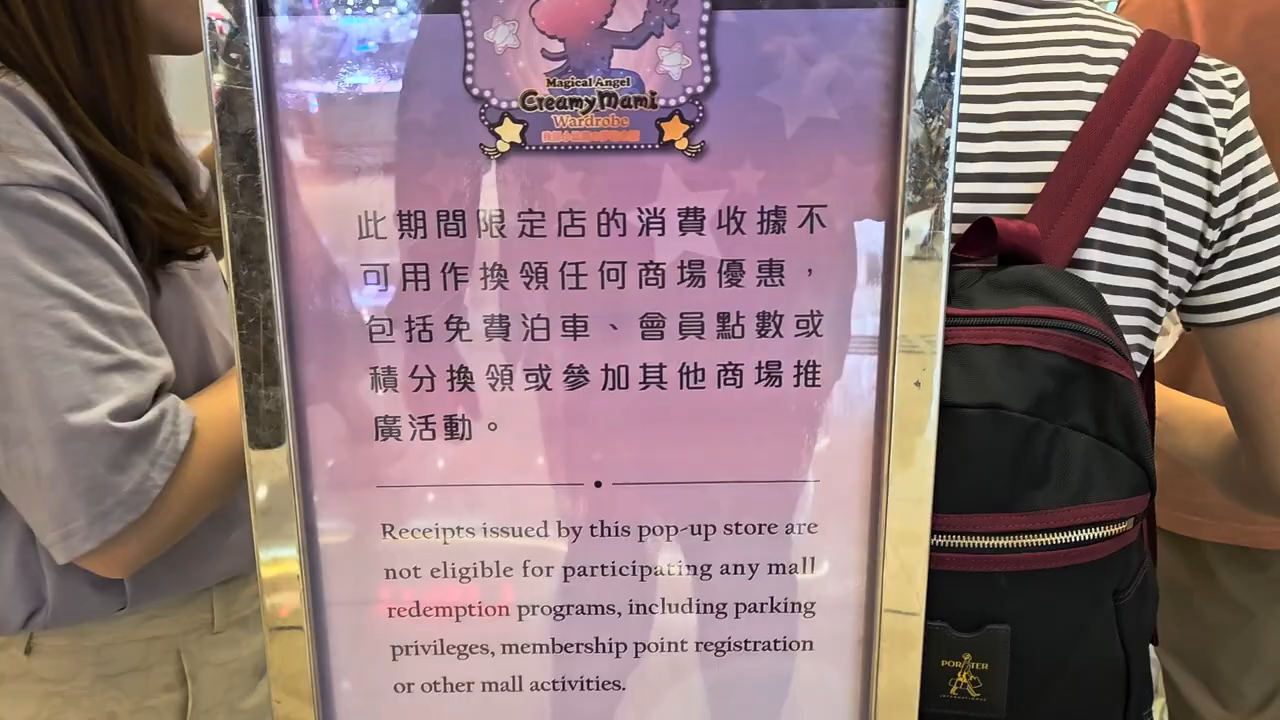 Magical Angel
Creamy Mami
Wardrobe
此期間限定店的消費收據不
可用作換領任何商場優惠，
包括免費泊車、會員點數或
積分換領或參加其他商場推
廣活動。
Receipts issued by this pop-up store are
not eligible for participating any mall
redemption programs, including parking
privileges, membership point registration
or other mall activities.
PORTER
INTERNATIONAL